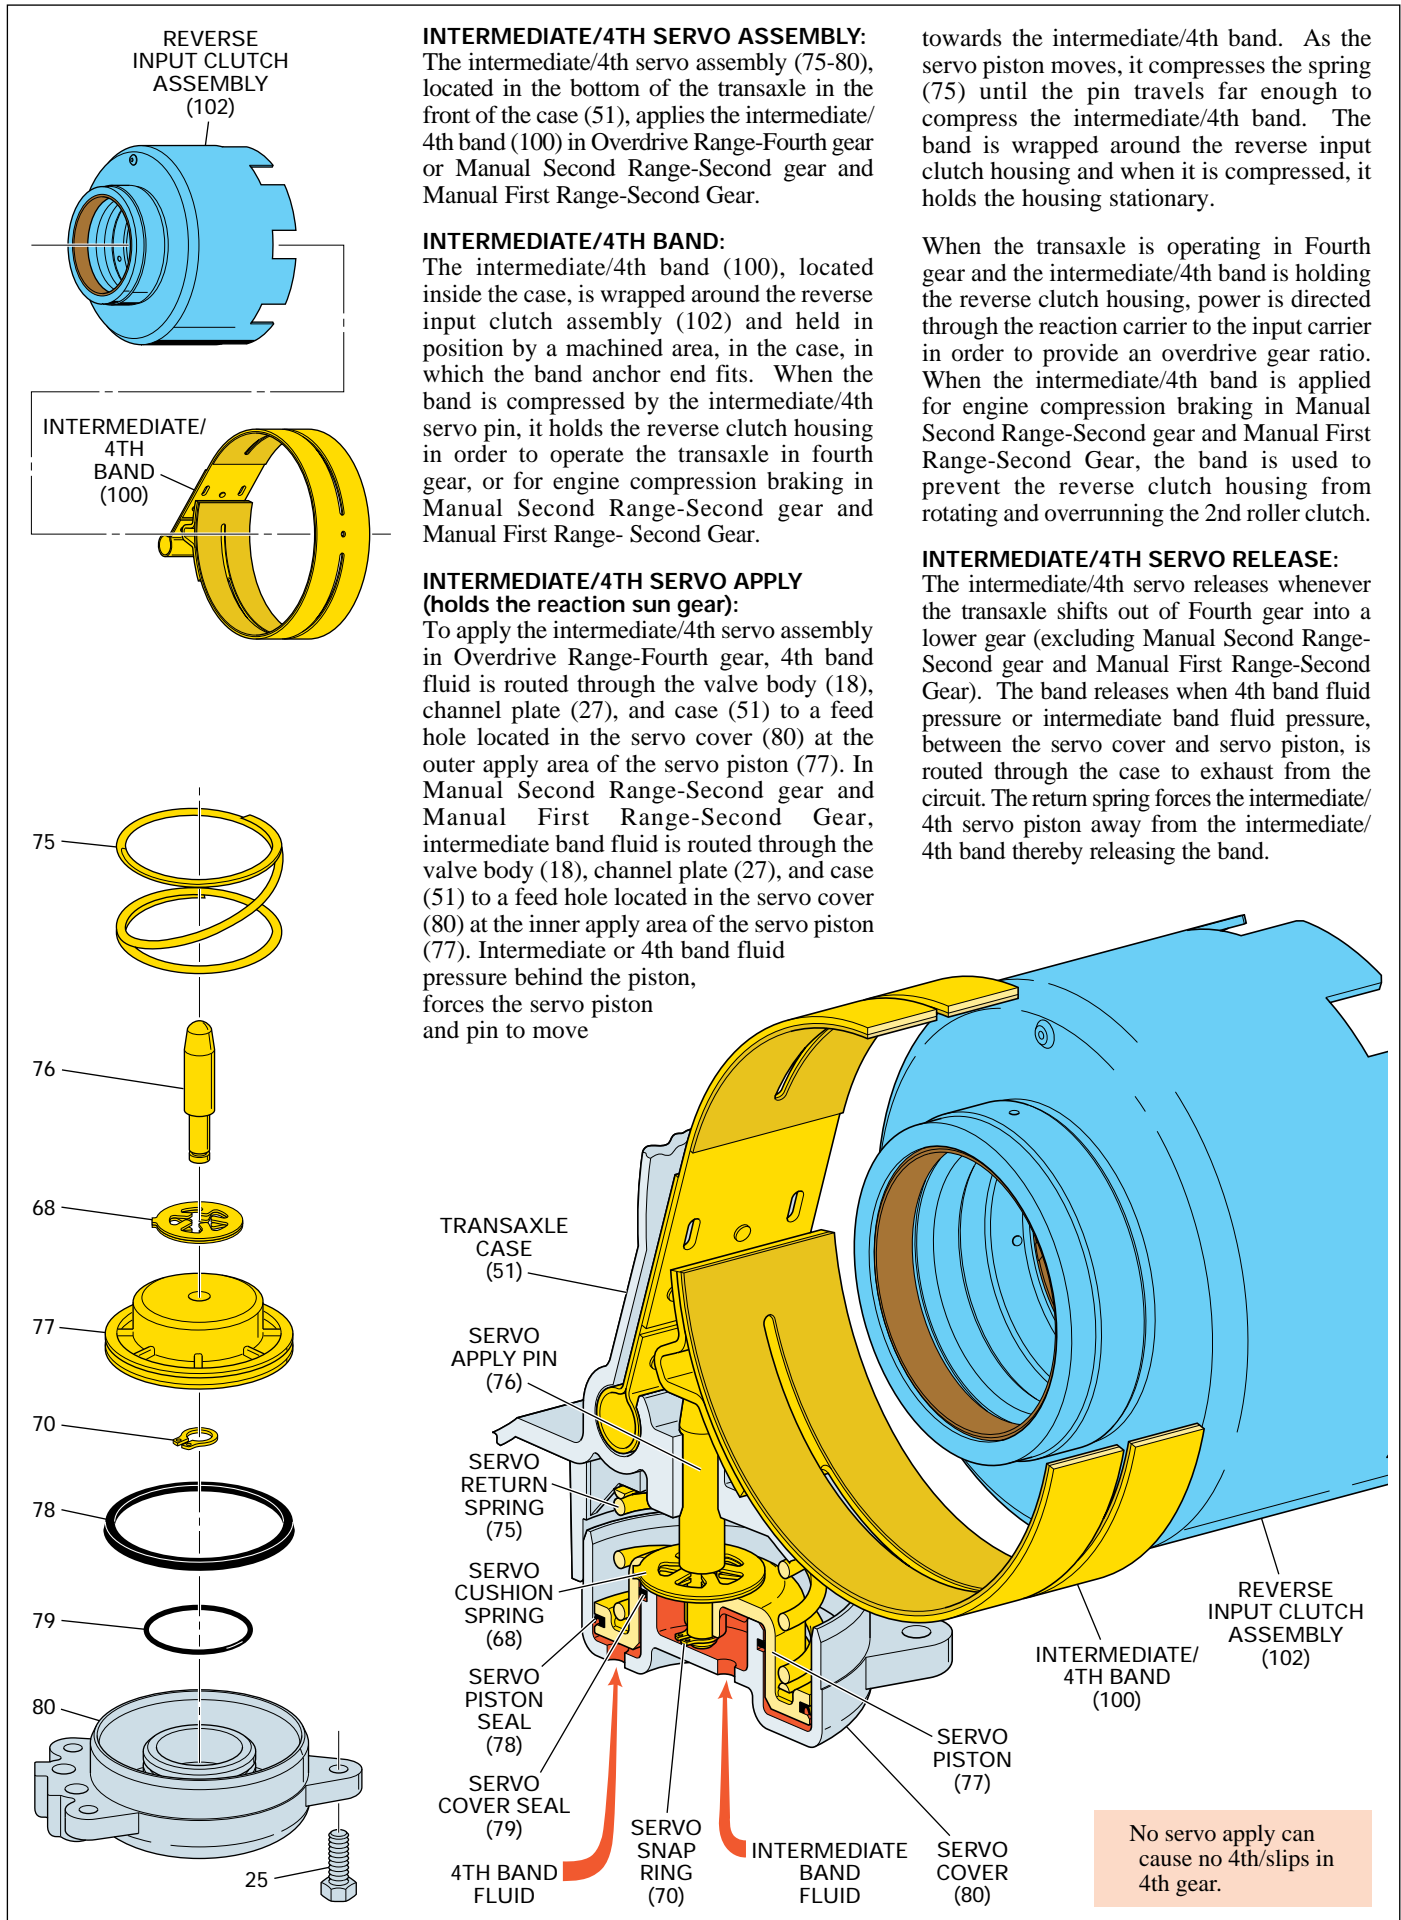 REVERSE
INPUT CLUTCH
ASSEMBLY
(102)
INTERMEDIATE/
4TH
BAND
(100)
75
76
68
77
70
78
79
80
25
INTERMEDIATE/4TH SERVO ASSEMBLY:
The intermediate/4th servo assembly (75-80),
located in the bottom of the transaxle in the
front of the case (51), applies the intermediate/
4th band (100) in Overdrive Range-Fourth gear
or Manual Second Range-Second gear and
Manual First Range-Second Gear.
INTERMEDIATE/4TH BAND:
The intermediate/4th band (100), located
inside the case, is wrapped around the reverse
input clutch assembly (102) and held in
position by a machined area, in the case, in
which the band anchor end fits. When the
band is compressed by the intermediate/4th
servo pin, it holds the reverse clutch housing
in order to operate the transaxle in fourth
gear, or for engine compression braking in
Manual Second Range-Second gear and
Manual First Range- Second Gear.
INTERMEDIATE/4TH SERVO APPLY
(holds the reaction sun gear):
To apply the intermediate/4th servo assembly
in Overdrive Range-Fourth gear, 4th band
fluid is routed through the valve body (18),
channel plate (27), and case (51) to a feed
hole located in the servo cover (80) at the
outer apply area of the servo piston (77). In
Manual Second Range-Second gear and
Manual First Range-Second Gear,
intermediate band fluid is routed through the
valve body (18), channel plate (27), and case
(51) to a feed hole located in the servo cover
(80) at the inner apply area of the servo piston
(77). Intermediate or 4th band fluid
pressure behind the piston,
forces the servo piston
and pin to move
towards the intermediate/4th band. As the
servo piston moves, it compresses the spring
(75) until the pin travels far enough to
compress the intermediate/4th band. The
band is wrapped around the reverse input
clutch housing and when it is compressed, it
holds the housing stationary.
When the transaxle is operating in Fourth
gear and the intermediate/4th band is holding
the reverse clutch housing, power is directed
through the reaction carrier to the input carrier
in order to provide an overdrive gear ratio.
When the intermediate/4th band is applied
for engine compression braking in Manual
Second Range-Second gear and Manual First
Range-Second Gear, the band is used to
prevent the reverse clutch housing from
rotating and overrunning the 2nd roller clutch.
INTERMEDIATE/4TH SERVO RELEASE:
The intermediate/4th servo releases whenever
the transaxle shifts out of Fourth gear into a
lower gear (excluding Manual Second Range-
Second gear and Manual First Range-Second
Gear). The band releases when 4th band fluid
pressure or intermediate band fluid pressure,
between the servo cover and servo piston, is
routed through the case to exhaust from the
circuit. The return spring forces the intermediate/
4th servo piston away from the intermediate/
4th band thereby releasing the band.
TRANSAXLE
CASE
(51)
SERVO
APPLY PIN
(76)
SERVO
RETURN
SPRING
(75)
SERVO
CUSHION
SPRING
(68)
SERVO
PISTON
SEAL
(78)
SERVO
COVER SEAL
(79)
4TH BAND
FLUID
SERVO
SNAP
RING
(70)
INTERMEDIATE
BAND
FLUID
SERVO
COVER
(80)
SERVO
PISTON
(77)
INTERMEDIATE/
4TH BAND
(100)
REVERSE
INPUT CLUTCH
ASSEMBLY
(102)
No servo apply can
cause no 4th/slips in
4th gear.